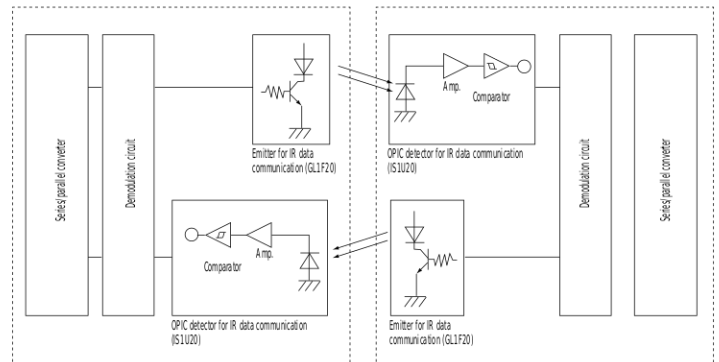 Series/parallel converter
Demodulation circuit
Emitter for IR data
communication (GL1F20)
Amp.
Comparator
OPIC detector for IR data communication
(IS1U20)
Demodulation circuit
Series/parallel converter
Comparator
Amp.
OPIC detector for IR data communication
(IS1U20)
Emitter for IR data
communication (GL1F20)